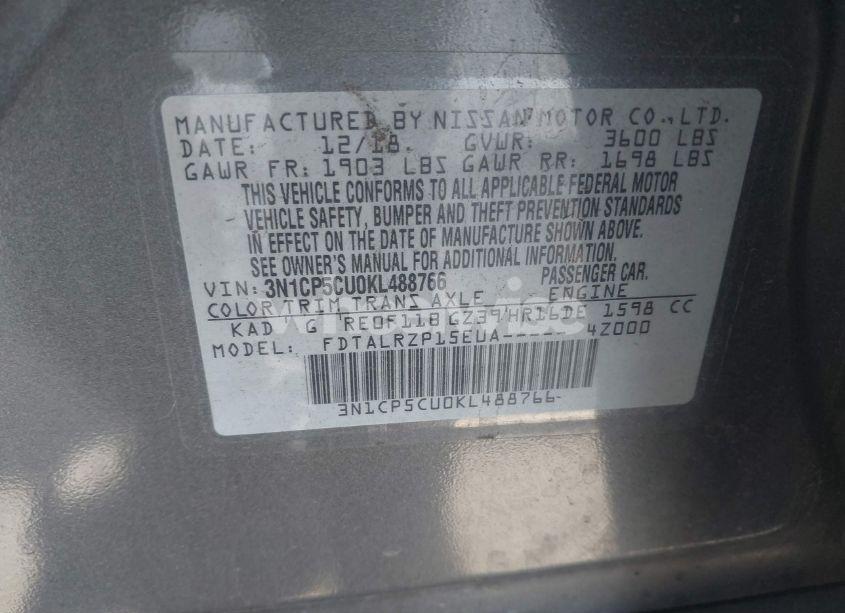 MANUFACTURED BY NISSAN MOTOR CO., LTD.
DATE: 12/18 GVWR: 3600 LBS
GAWR FR: 1903 LBS GAWR RR: 1698 LBS
THIS VEHICLE CONFORMS TO ALL APPLICABLE FEDERAL MOTOR
VEHICLE SAFETY, BUMPER AND THEFT PREVENTION STANDARDS
IN EFFECT ON THE DATE OF MANUFACTURE SHOWN ABOVE.
SEE OWNER'S MANUAL FOR ADDITIONAL INFORMATION.
VIN: 3N1CP5CU0KL488766 PASSENGER CAR.
COLOR TRIM TRANS AXLE ENGINE
KAD G RE0F11B GZ39 HR16DE 1598 CC
MODEL: FDTALRZP15EUA------ 4Z000
3N1CP5CU0KL488766